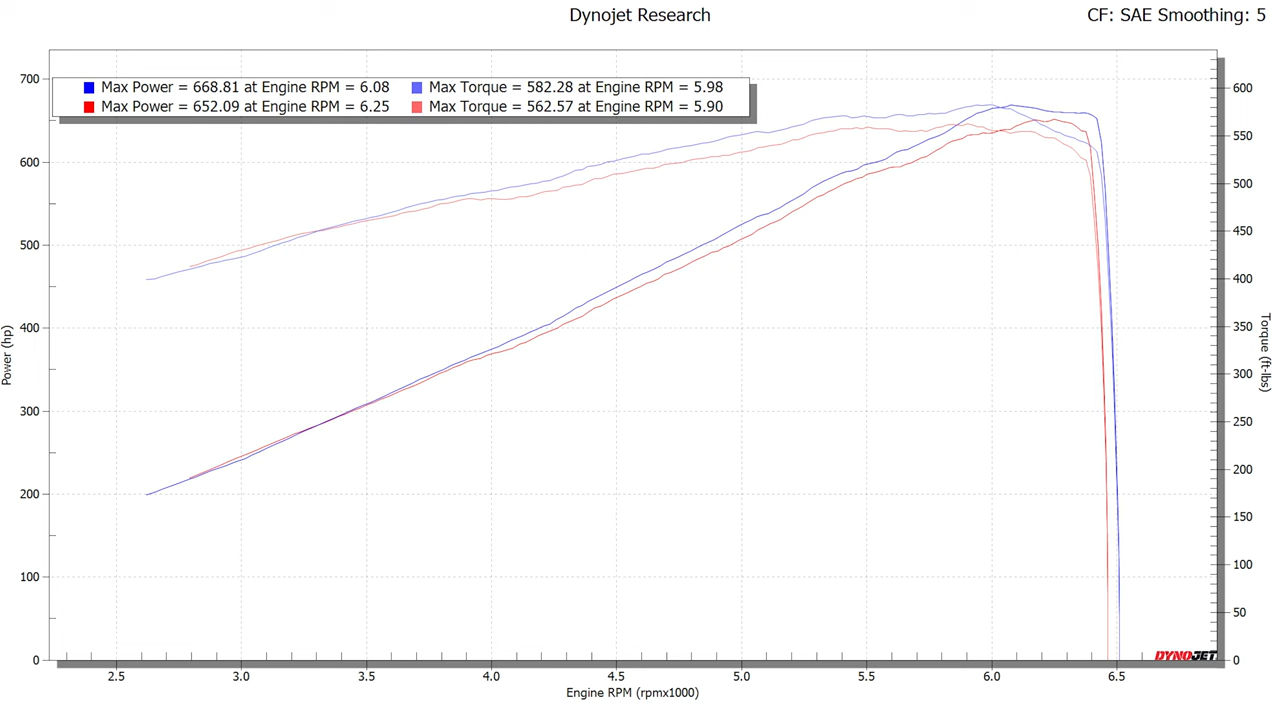 Dynojet Research
CF: SAE Smoothing: 5
Max Power = 668.81 at Engine RPM = 6.08 Max Torque = 582.28 at Engine RPM = 5.98
Max Power = 652.09 at Engine RPM = 6.25 Max Torque = 562.57 at Engine RPM = 5.90
Power (hp)
700
600
500
400
300
200
100
0
600
550
500
450
400
350
300
250
200
150
100
50
0
Torque (ft-lbs)
DYNOJET
2.5 3.0 3.5 4.0 4.5 5.0 5.5 6.0 6.5
Engine RPM (rpmx1000)